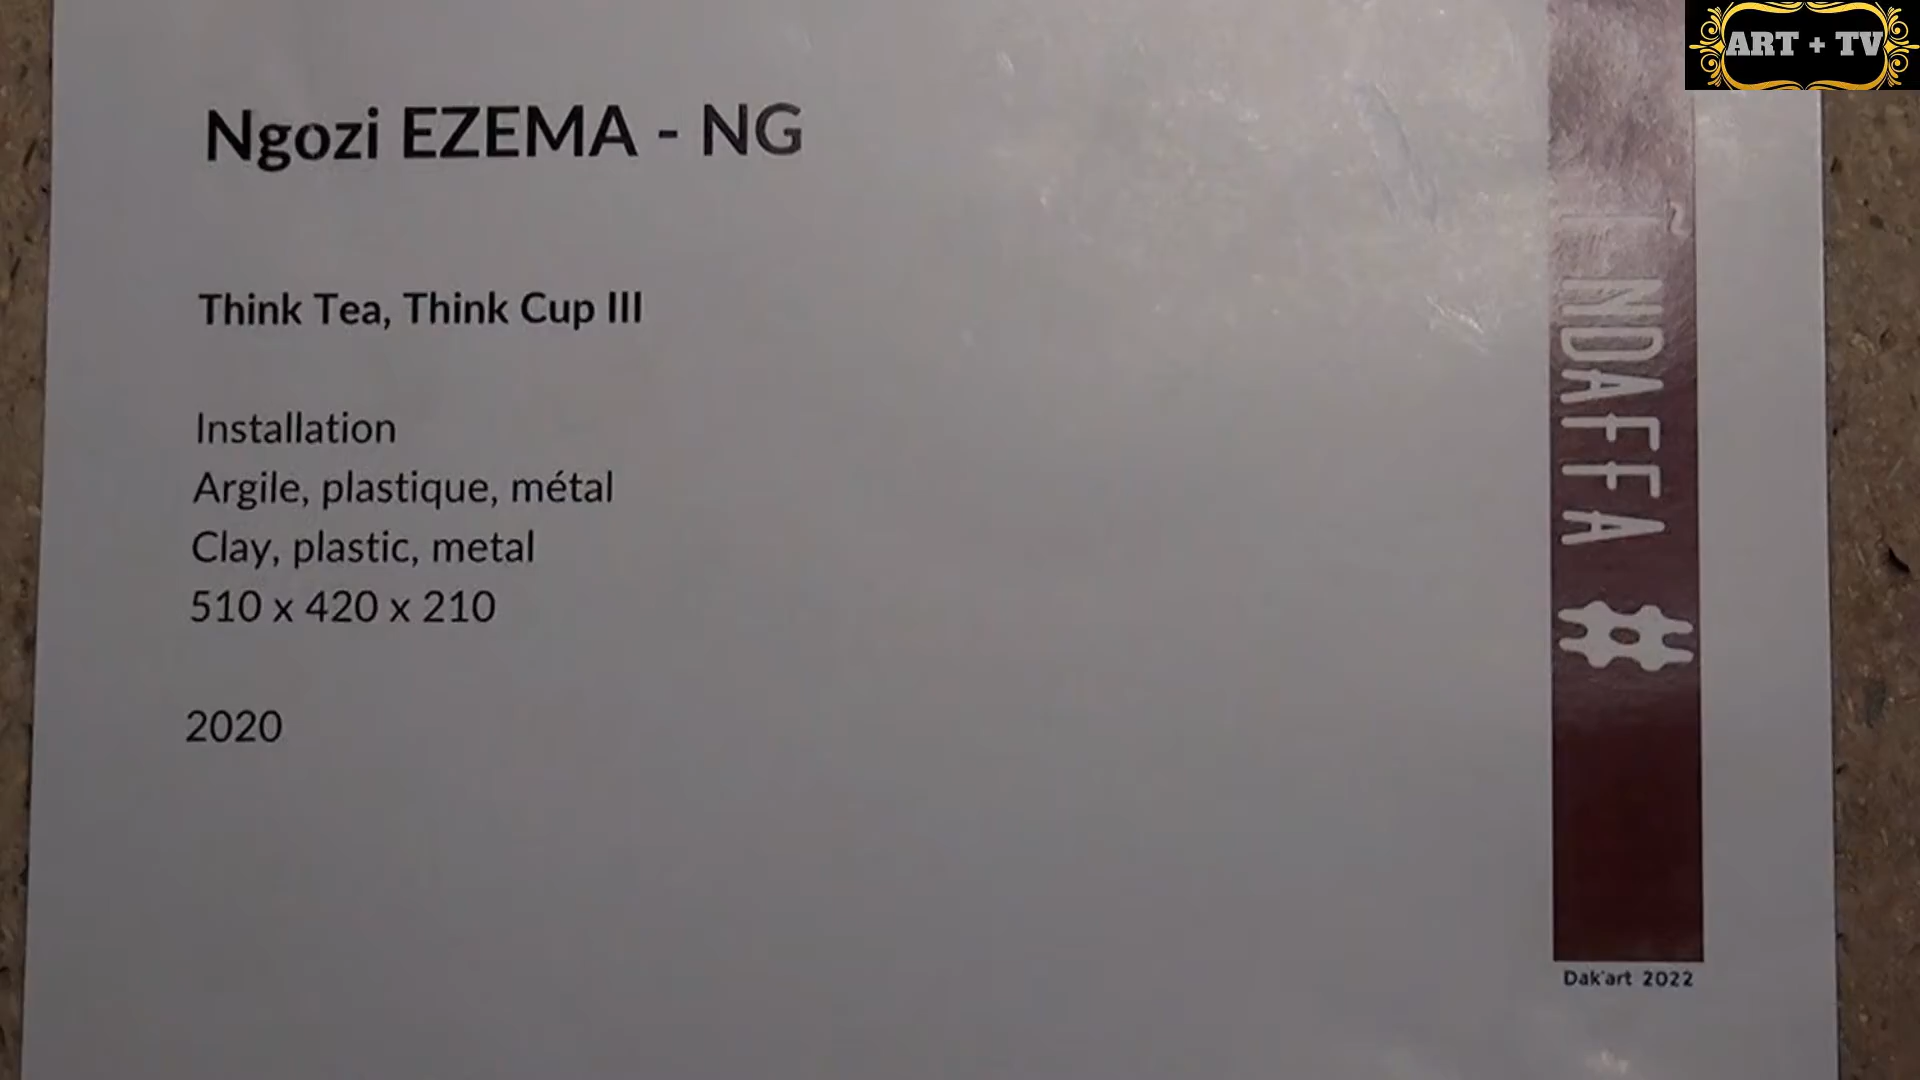 ART + TV
Ngozi EZEMA - NG
Think Tea, Think Cup III
Installation
Argile, plastique, métal
Clay, plastic, metal
510 x 420 x 210
2020
NDAFFA #
Dak'art 2022